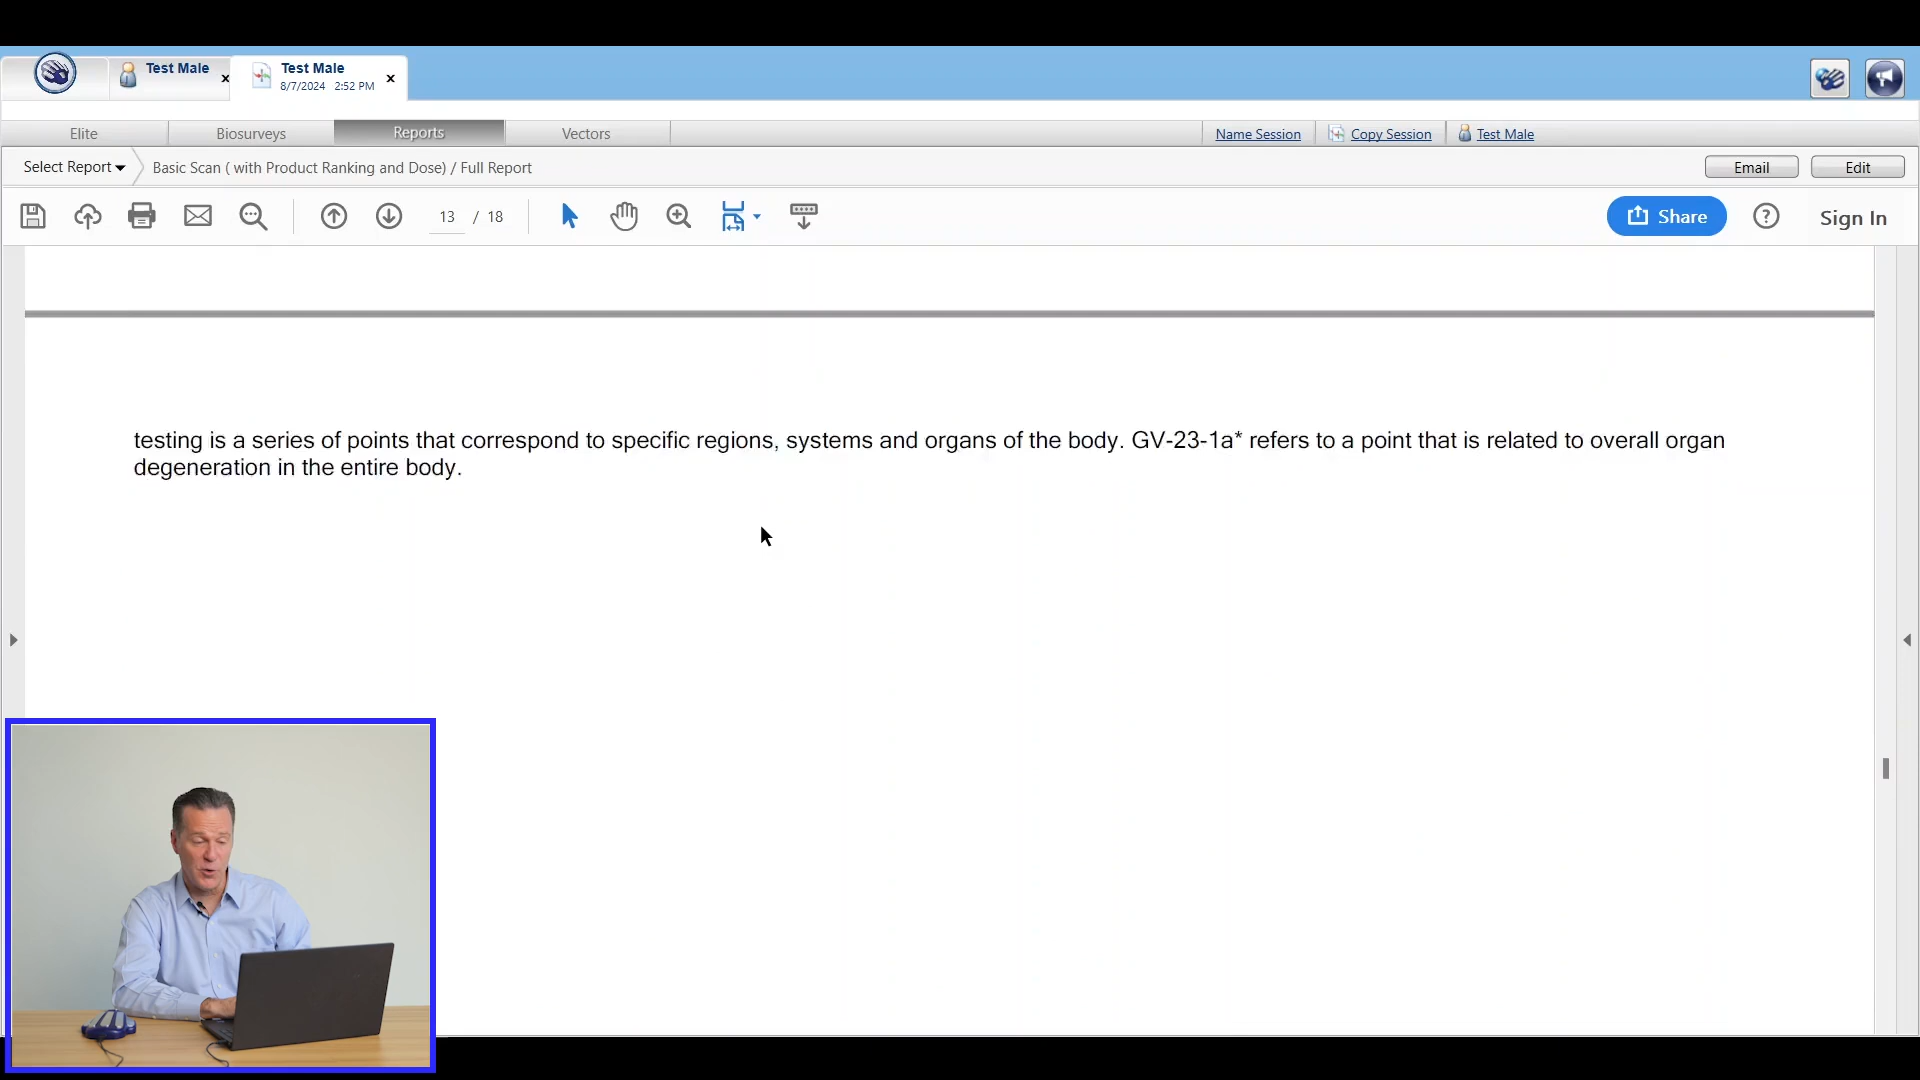 Test Male
x
Test Male
8/7/2024 2:52 PM
x
Elite
Biosurveys
Reports
Vectors
Name Session
Copy Session
Test Male
Select Report
Basic Scan ( with Product Ranking and Dose) / Full Report
Email
Edit
13 / 18
Share
?
Sign In
testing is a series of points that correspond to specific regions, systems and organs of the body. GV-23-1a* refers to a point that is related to overall organ
degeneration in the entire body.